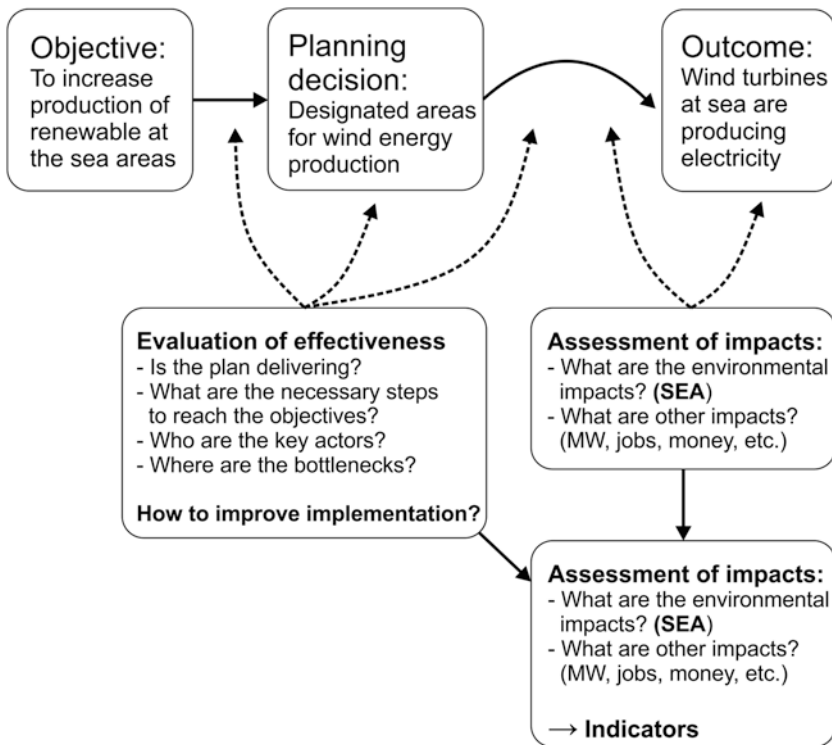 Objective:
To increase
production of
renewable at
the sea areas
Planning
decision:
Designated areas
for wind energy
production
Outcome:
Wind turbines
at sea are
producing
electricity
Evaluation of effectiveness
- Is the plan delivering?
- What are the necessary steps
to reach the objectives?
- Who are the key actors?
- Where are the bottlenecks?
How to improve implementation?
Assessment of impacts:
- What are the environmental
impacts? (SEA)
- What are other impacts?
(MW, jobs, money, etc.)
Assessment of impacts:
- What are the environmental
impacts? (SEA)
- What are other impacts?
(MW, jobs, money, etc.)
→ Indicators